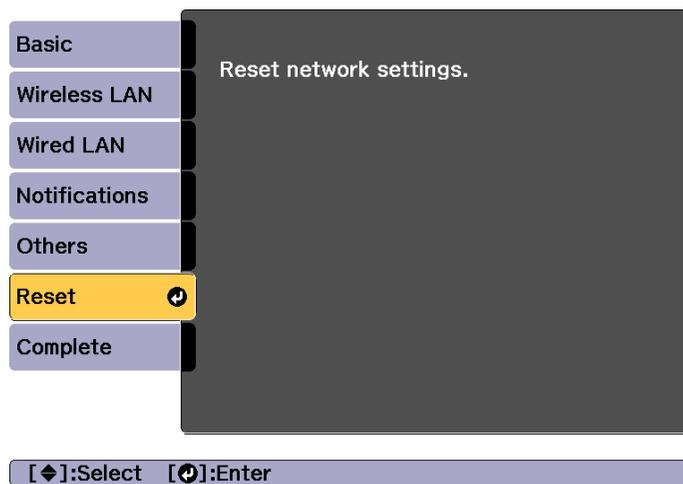 Basic
Wireless LAN
Wired LAN
Notifications
Others
Reset
Complete
Reset network settings.
[◆]:Select [↵]:Enter